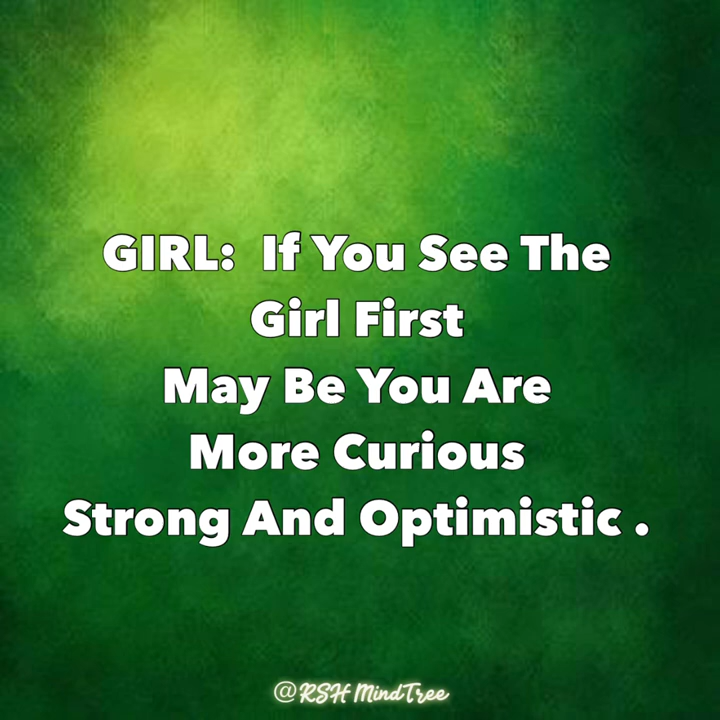 GIRL:  If You See The
Girl First
May Be You Are
More Curious
Strong And Optimistic .
@RSH MindTree